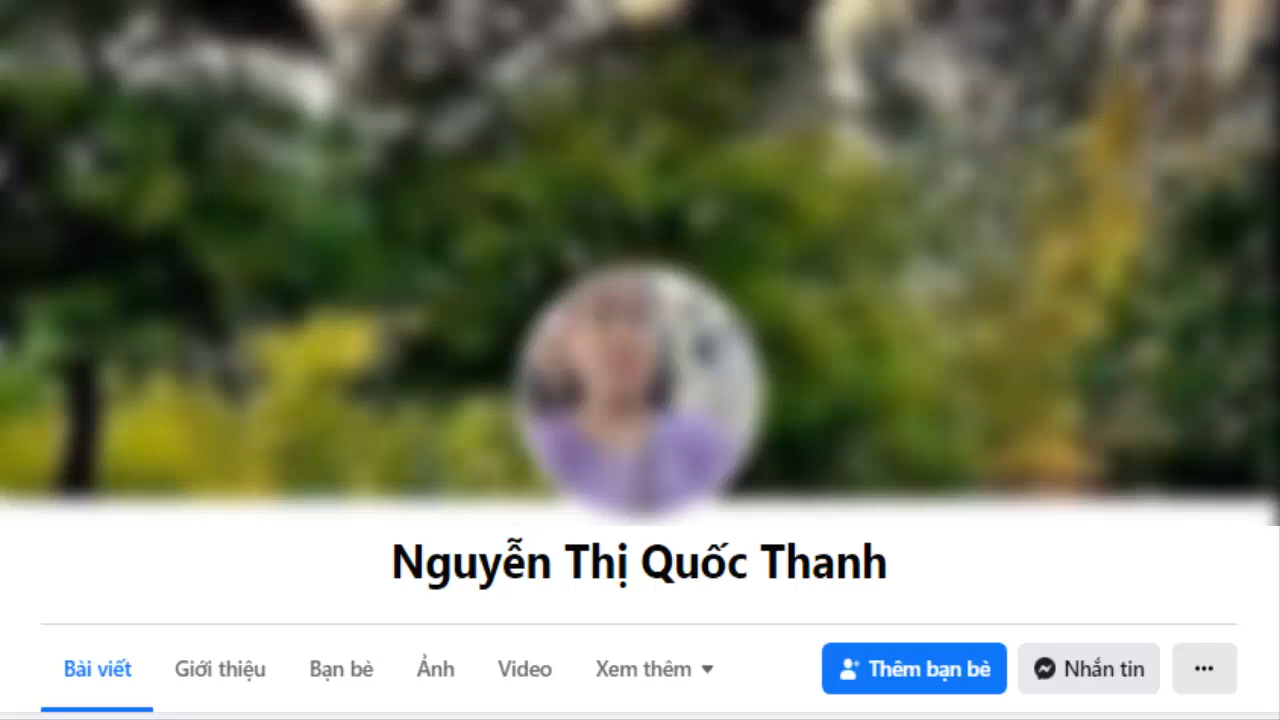 Nguyễn Thị Quốc Thanh
Bài viết Giới thiệu Bạn bè Ảnh Video Xem thêm Thêm bạn bè Nhắn tin ...